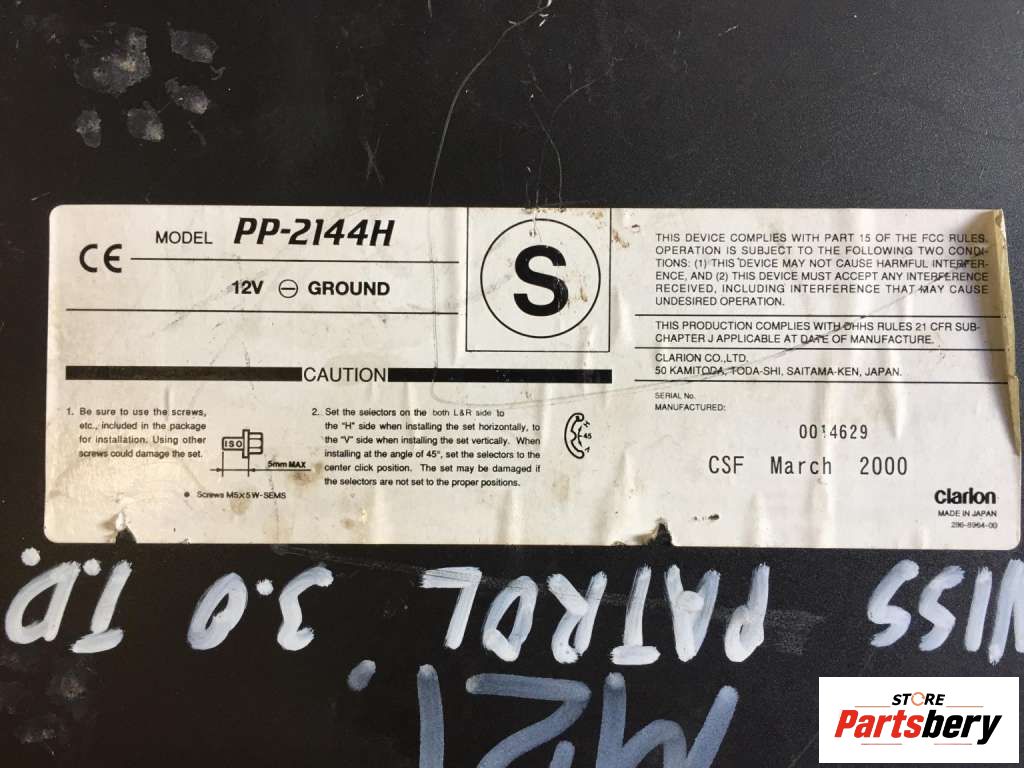 CE
MODEL PP-2144H
12V ⊖ GROUND
S
CAUTION
1. Be sure to use the screws,
etc., included in the package
for installation. Using other
screws could damage the set.
ISO
5mm MAX
● Screws M5X5W-SEMS
2. Set the selectors on the both L&R side to
the "H" side when installing the set horizontally, to
the "V" side when installing the set vertically. When
installing at the angle of 45°, set the selectors to the
center click position. The set may be damaged if
the selectors are not set to the proper positions.
H
45
V
THIS DEVICE COMPLIES WITH PART 15 OF THE FCC RULES.
OPERATION IS SUBJECT TO THE FOLLOWING TWO CONDI-
TIONS: (1) THIS DEVICE MAY NOT CAUSE HARMFUL INTERFER-
ENCE, AND (2) THIS DEVICE MUST ACCEPT ANY INTERFERENCE
RECEIVED, INCLUDING INTERFERENCE THAT MAY CAUSE
UNDESIRED OPERATION.
THIS PRODUCTION COMPLIES WITH DHHS RULES 21 CFR SUB-
CHAPTER J APPLICABLE AT DATE OF MANUFACTURE.
CLARION CO.,LTD.
50 KAMITODA, TODA-SHI, SAITAMA-KEN, JAPAN.
SERIAL No.
MANUFACTURED:
0014629
CSF March 2000
Clarion
MADE IN JAPAN
286-8964-00
NISS PATROL 3.0 T.D.
STORE
Partsbery